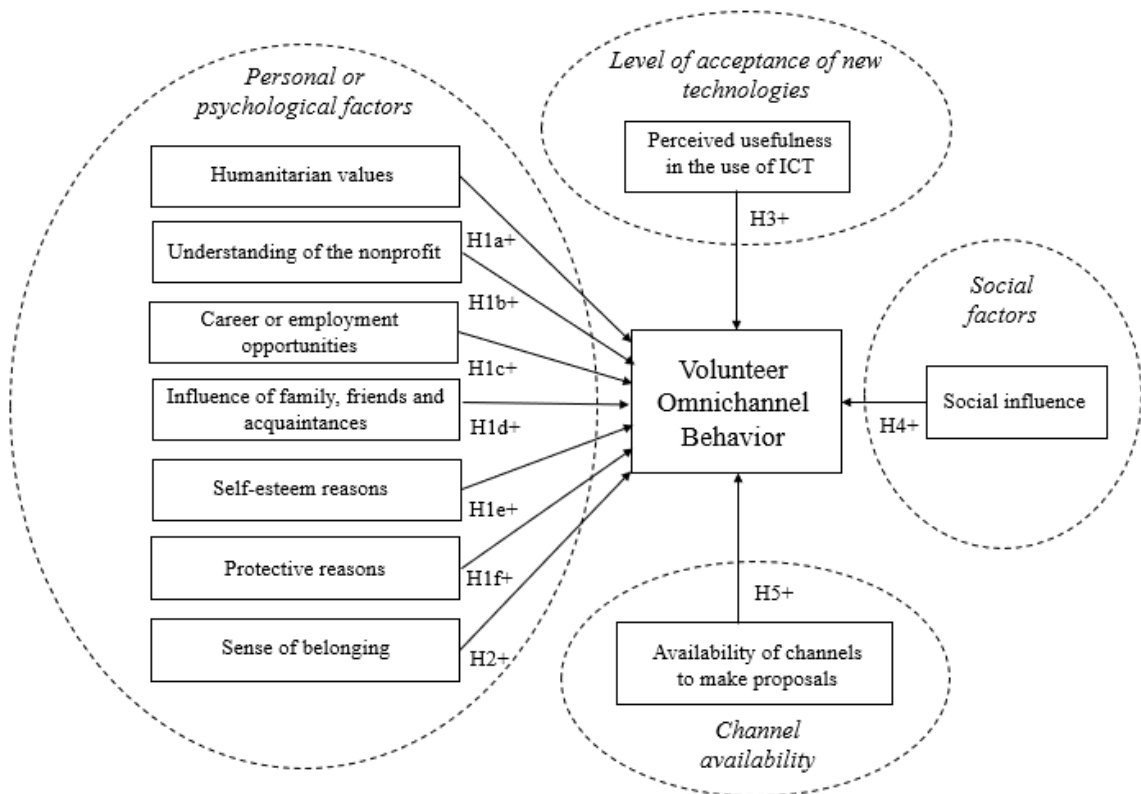 Personal or
psychological factors
Humanitarian values
H1a+
Understanding of the nonprofit
H1b+
Career or employment
opportunities
H1c+
Influence of family, friends and
acquaintances
H1d+
Self-esteem reasons
H1e+
Protective reasons
H1f+
Sense of belonging
H2+
Level of acceptance of new
technologies
Perceived usefulness
in the use of ICT
H3+
Volunteer
Omnichannel
Behavior
Social
factors
Social influence
H4+
H5+
Availability of channels
to make proposals
Channel
availability